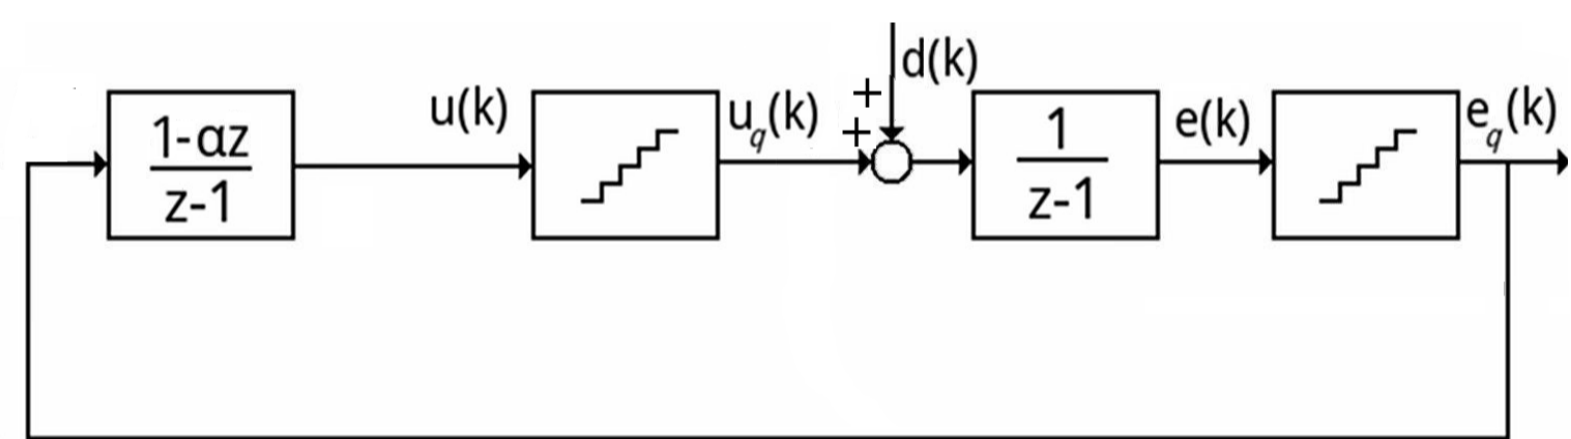 1-αz
z-1
u(k)
u_q(k)
+
+
d(k)
1
z-1
e(k)
e_q(k)